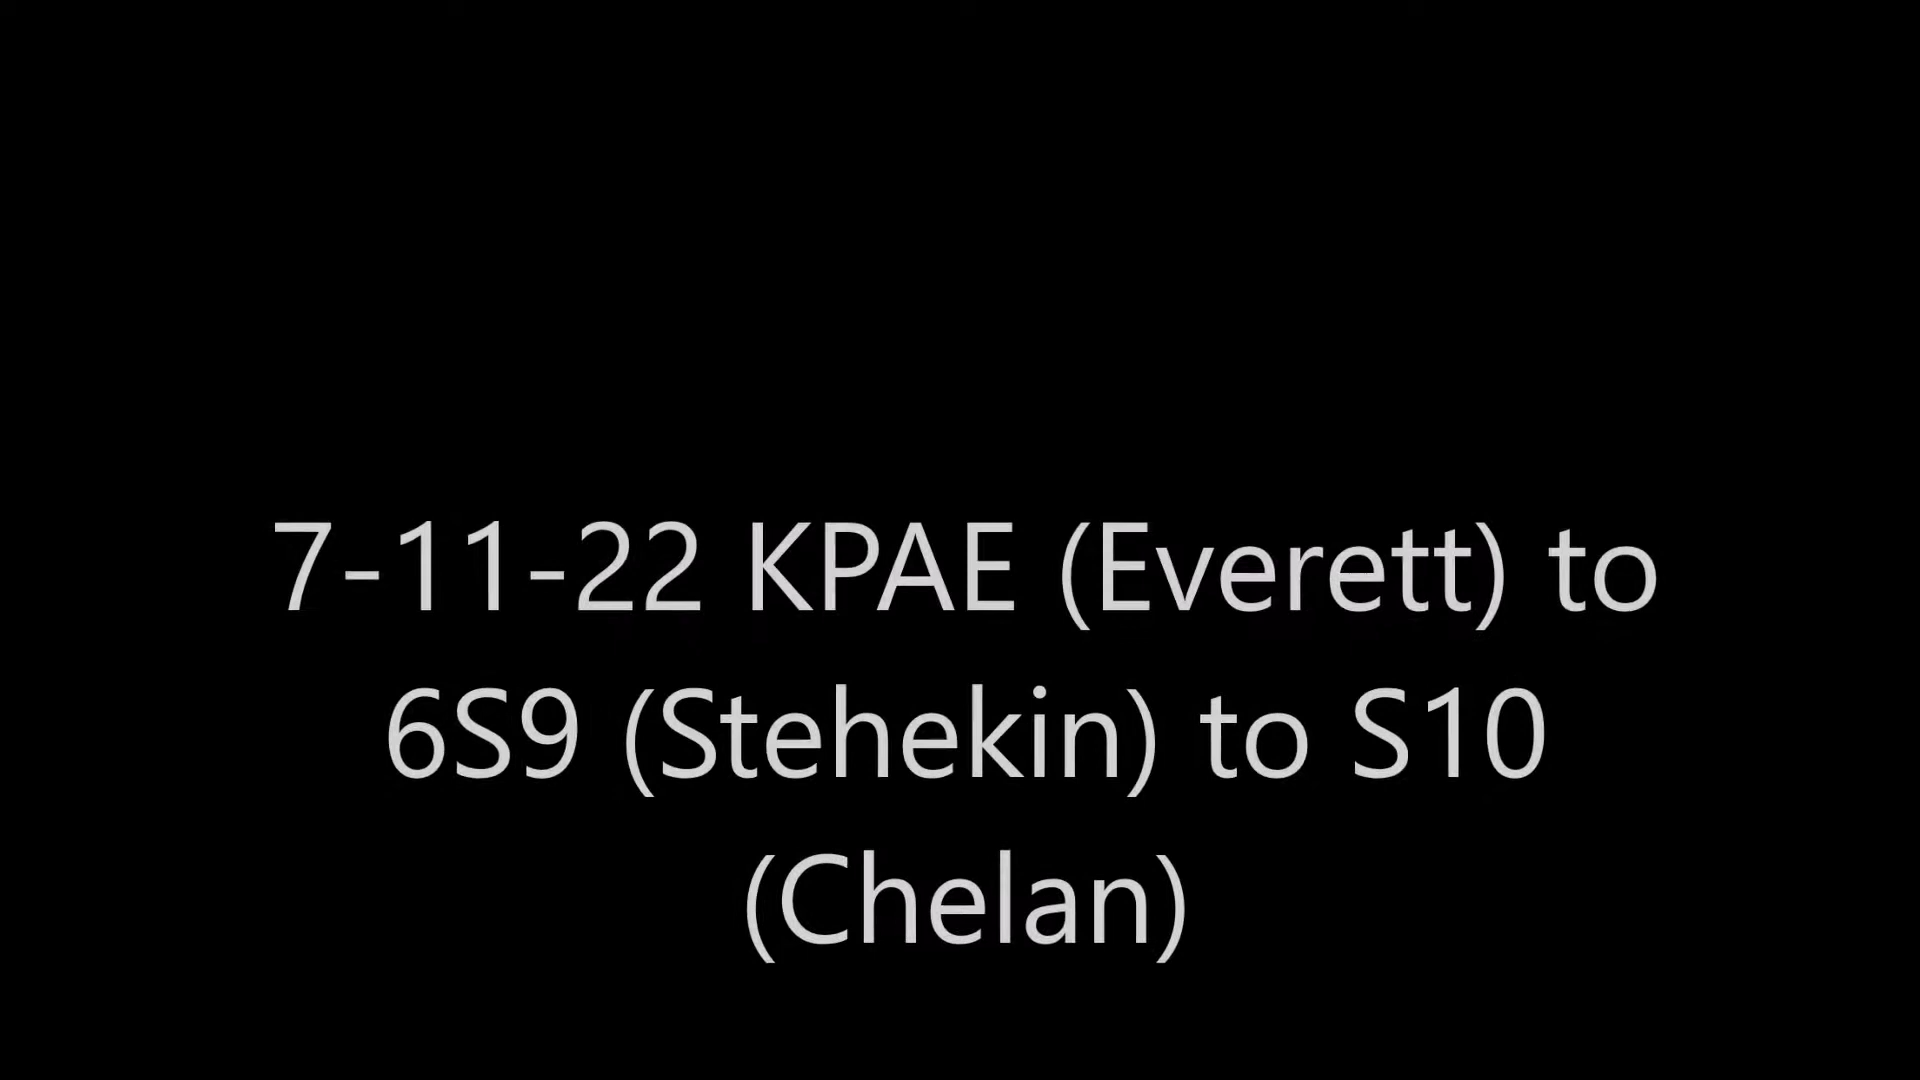 7-11-22 KPAE (Everett) to
6S9 (Stehekin) to S10
(Chelan)